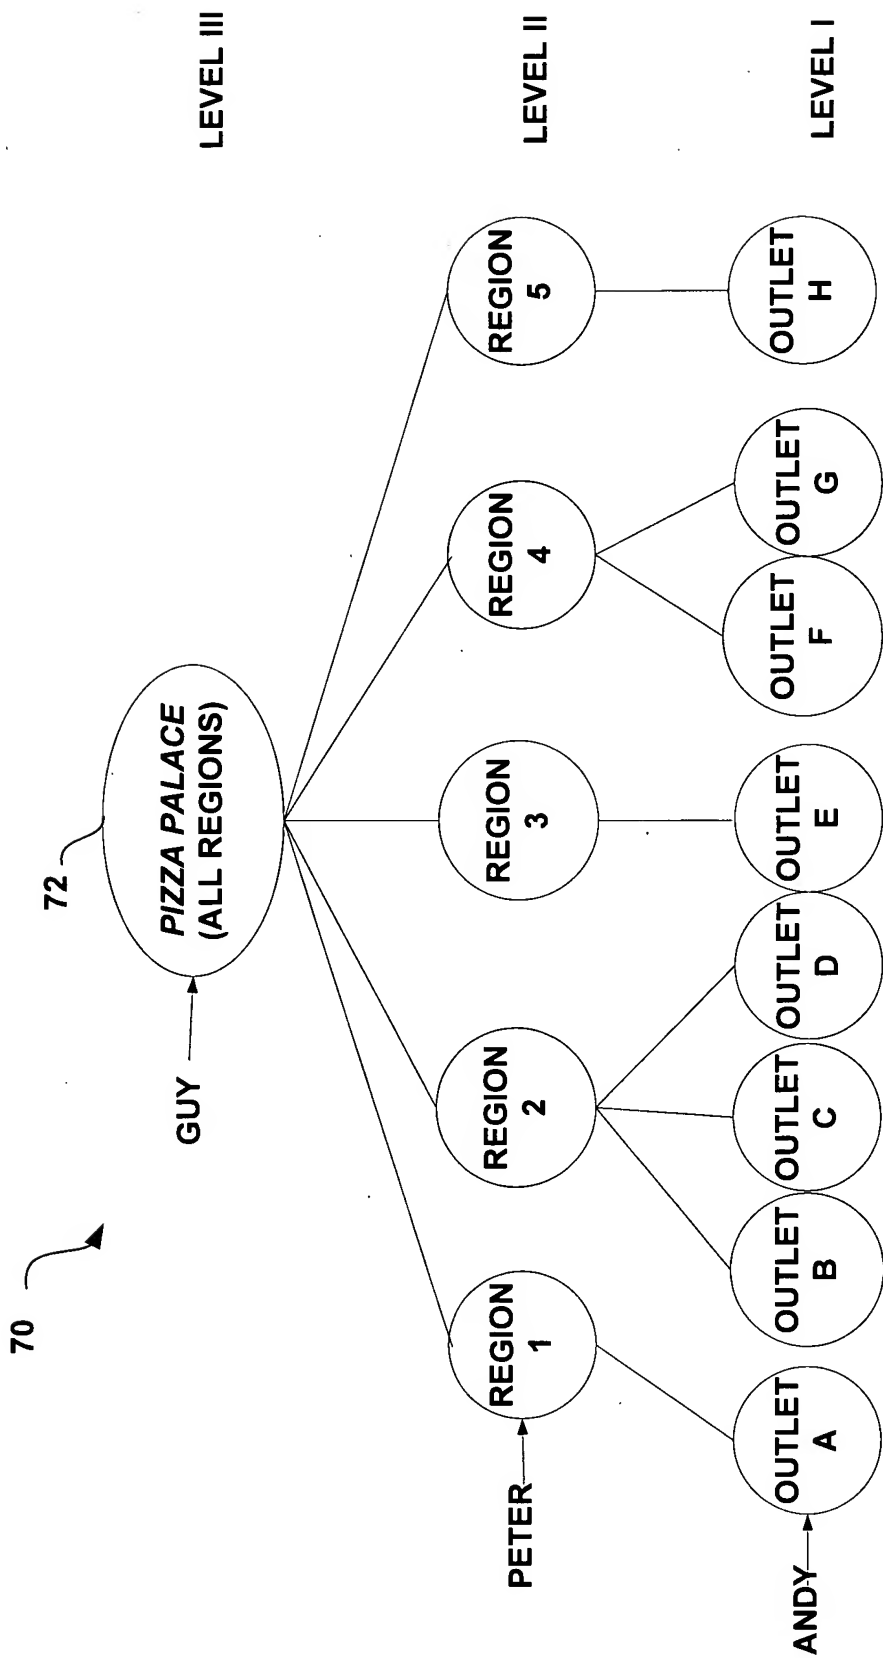 70
72
GUY
PIZZA PALACE
(ALL REGIONS)
LEVEL III
PETER
REGION
1
REGION
2
REGION
3
REGION
4
REGION
5
LEVEL II
ANDY
OUTLET
A
OUTLET
B
OUTLET
C
OUTLET
D
OUTLET
E
OUTLET
F
OUTLET
G
OUTLET
H
LEVEL I